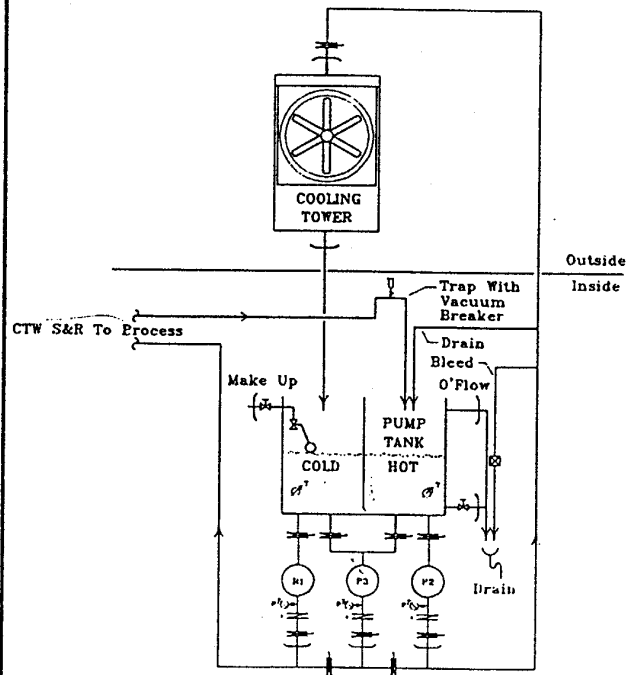 COOLING
TOWER
Outside
Inside
Trap With
Vacuum
Breaker
CTW S&R To Process
Drain
Bleed
Make Up
O'Flow
PUMP
TANK
COLD
HOT
P3
P2
Drain